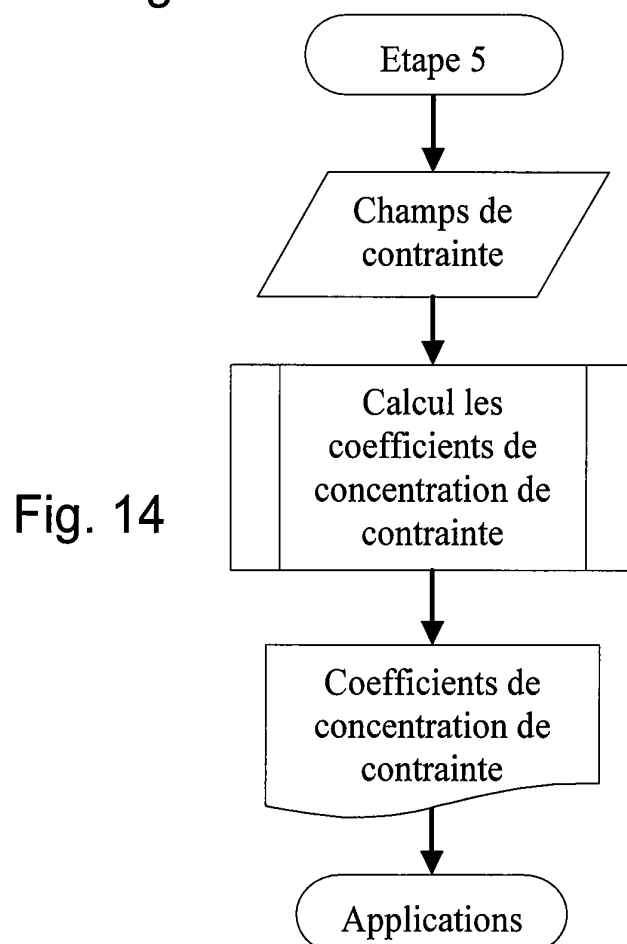 Etape 5
Champs de
contrainte
Calcul les
coefficients de
concentration de
contrainte
Fig. 14
Coefficients de
concentration de
contrainte
Applications